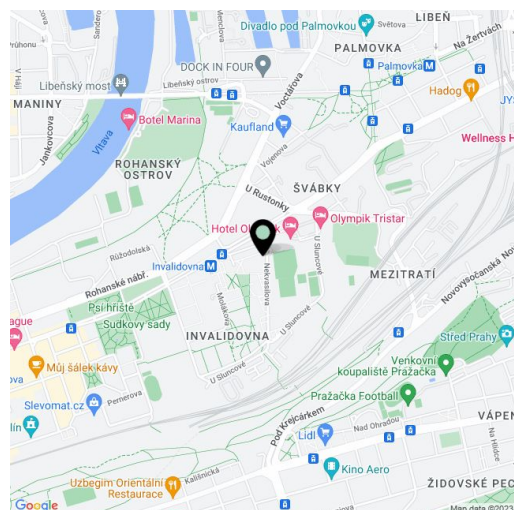 LIBEŇ
Divadlo pod Palmovkou
Světova
PALMOVKA
Na Žertvách
DOCK IN FOUR
Palmovka M
Libeňský most
Libeňský ostrov
Voctářova
Hadog
MANINY
Jankovcova
Vltava
Botel Marina
Kaufland
Wellness H
Vojenova
ROHANSKÝ
OSTROV
U Rustonky
ŠVÁBKY
Olympik Tristar
Hotel Ol
k
U Sluncové
Růžodolská
Invalidovna M
Nekvasilova
MEZITRATÍ
Novovysočanská
Rohanské nábř.
Psí hřiště
Sudkovy sady
Molákova
ague
INVALIDOVNA
U Sluncové
Střed Prahy
Můj šálek kávy
U Sluncové
Venkovní
koupaliště Pražačka
Slevomat.cz
Pernerova
Pražačka Football
Pod Krejcárkem
lín
Lidl
Nad Ohradou
VÁPEN
Na Hlídce
Kino Aero
Uzbegim Orientální
Restaurace
Kališnická
ŽIDOVSKÉ PEC
Google
Map data ©2023